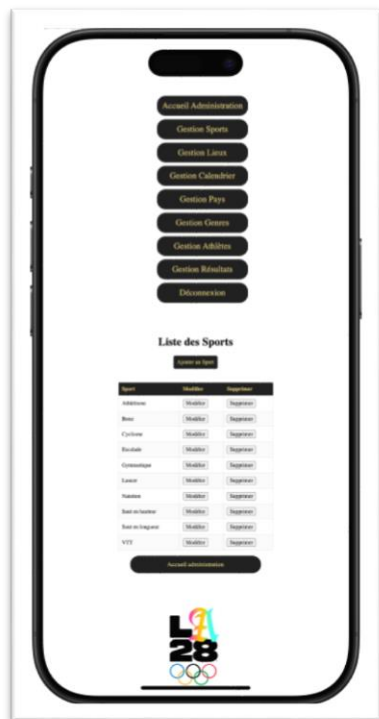 Accueil Administration
Gestion Sports
Gestion Lieux
Gestion Calendrier
Gestion Pays
Gestion Genres
Gestion Athlètes
Gestion Résultats
Déconnexion
Liste des Sports
Ajouter un Sport
Sport Modifier Supprimer
Athlétisme Modifier Supprimer
Boxe Modifier Supprimer
Cyclisme Modifier Supprimer
Escalade Modifier Supprimer
Gymnastique Modifier Supprimer
Lancer Modifier Supprimer
Natation Modifier Supprimer
Saut en hauteur Modifier Supprimer
Saut en longueur Modifier Supprimer
VTT Modifier Supprimer
Accueil administration
LA
28